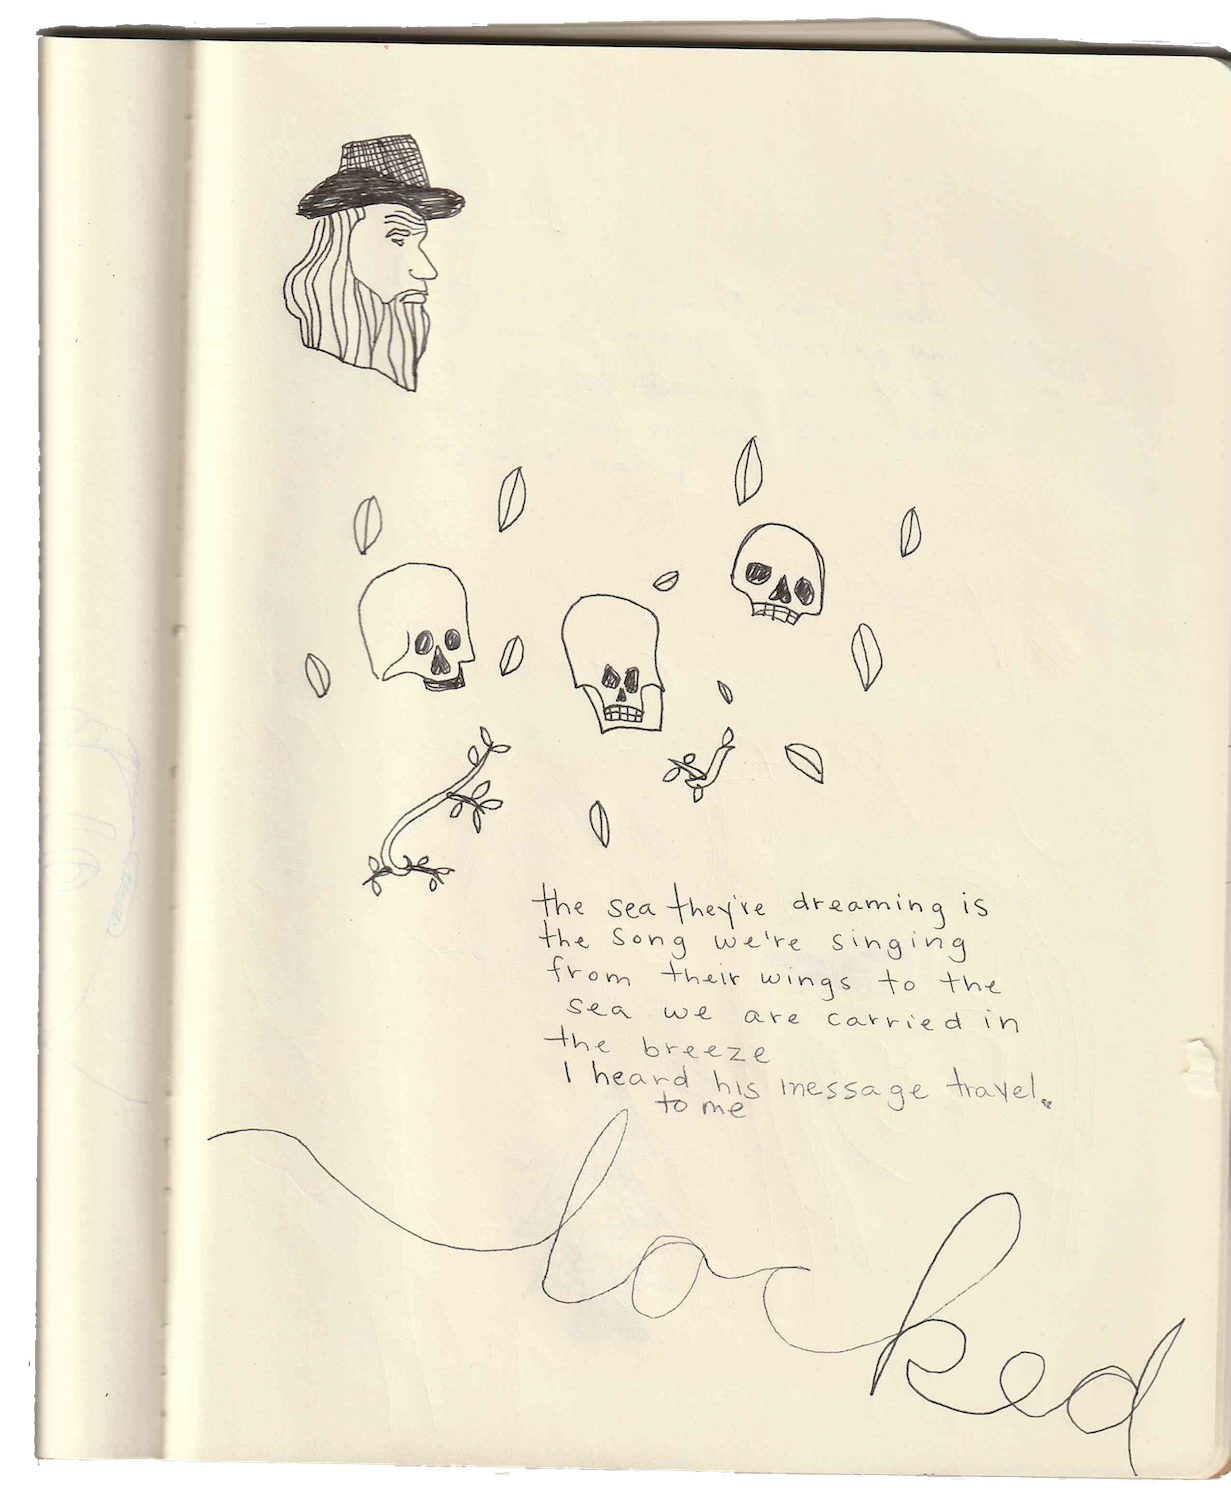 the sea they're dreaming is
the song we're singing
from their wings to the
sea we are carried in
the breeze
I heard his message travel.
to me
locked